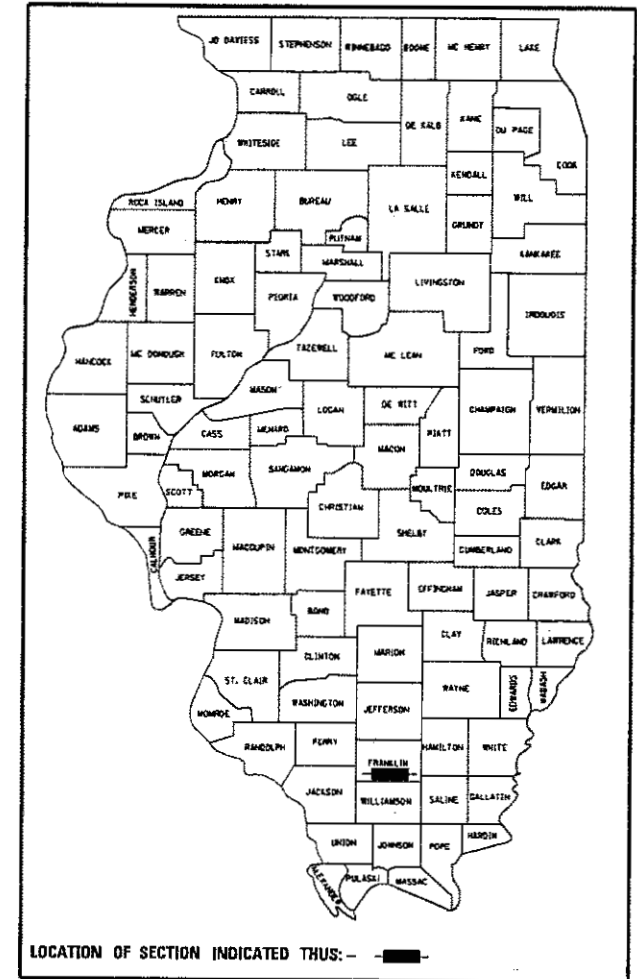 JO DAVIESS STEPHENSON WINNEBAGO BOONE MC HENRY LAKE
CARROLL OGLE DE KALB KANE DU PAGE COOK
WHITESIDE LEE KENDALL WILL
ROCK ISLAND HENRY BUREAU LA SALLE GRUNDY
MERCER PUTNAM KANKAKEE
HENDERSON WARREN KNOX STARK MARSHALL LIVINGSTON
PEORIA WOODFORD IROQUOIS
HANCOCK MC DONOUGH FULTON TAZEWELL MC LEAN FORD
SCHUYLER MASON LOGAN DE WITT CHAMPAIGN VERMILION
ADAMS BROWN CASS MENARD MACON PIATT
PIKE SCOTT MORGAN SANGAMON MOULTRIE DOUGLAS EDGAR
CHRISTIAN COLES
CALHOUN GREENE MACOUPIN MONTGOMERY SHELBY CUMBERLAND CLARK
JERSEY FAYETTE EFFINGHAM JASPER CRAWFORD
MADISON BOND CLAY RICHLAND LAWRENCE
CLINTON MARION
ST. CLAIR WASHINGTON JEFFERSON WAYNE EDWARDS WABASH
MONROE
RANDOLPH PERRY FRANKLIN HAMILTON WHITE
JACKSON WILLIAMSON SALINE GALLATIN
UNION JOHNSON POPE HARDIN
ALEXANDER PULASKI MASSAC
LOCATION OF SECTION INDICATED THUS: -